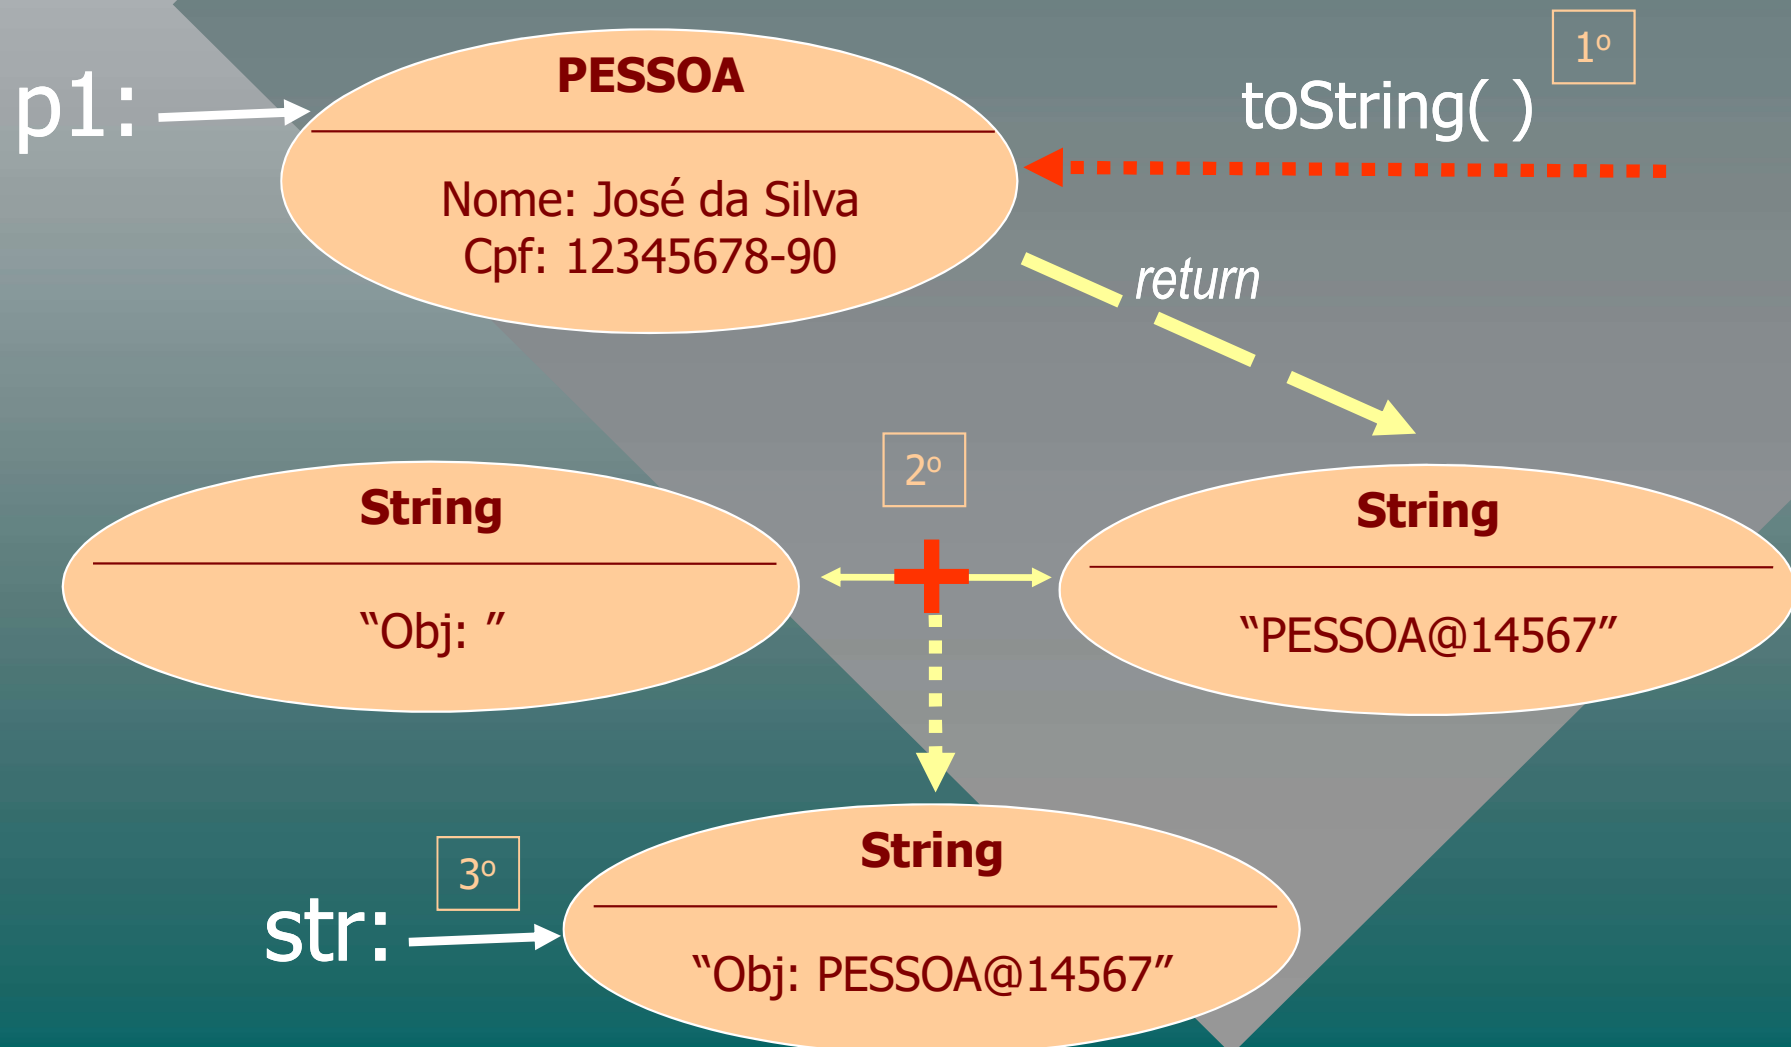 p1:
PESSOA
Nome: José da Silva
Cpf: 12345678-90
1º
toString( )
return
String
“Obj: ”
2º
String
“PESSOA@14567”
3º
str:
String
“Obj: PESSOA@14567”